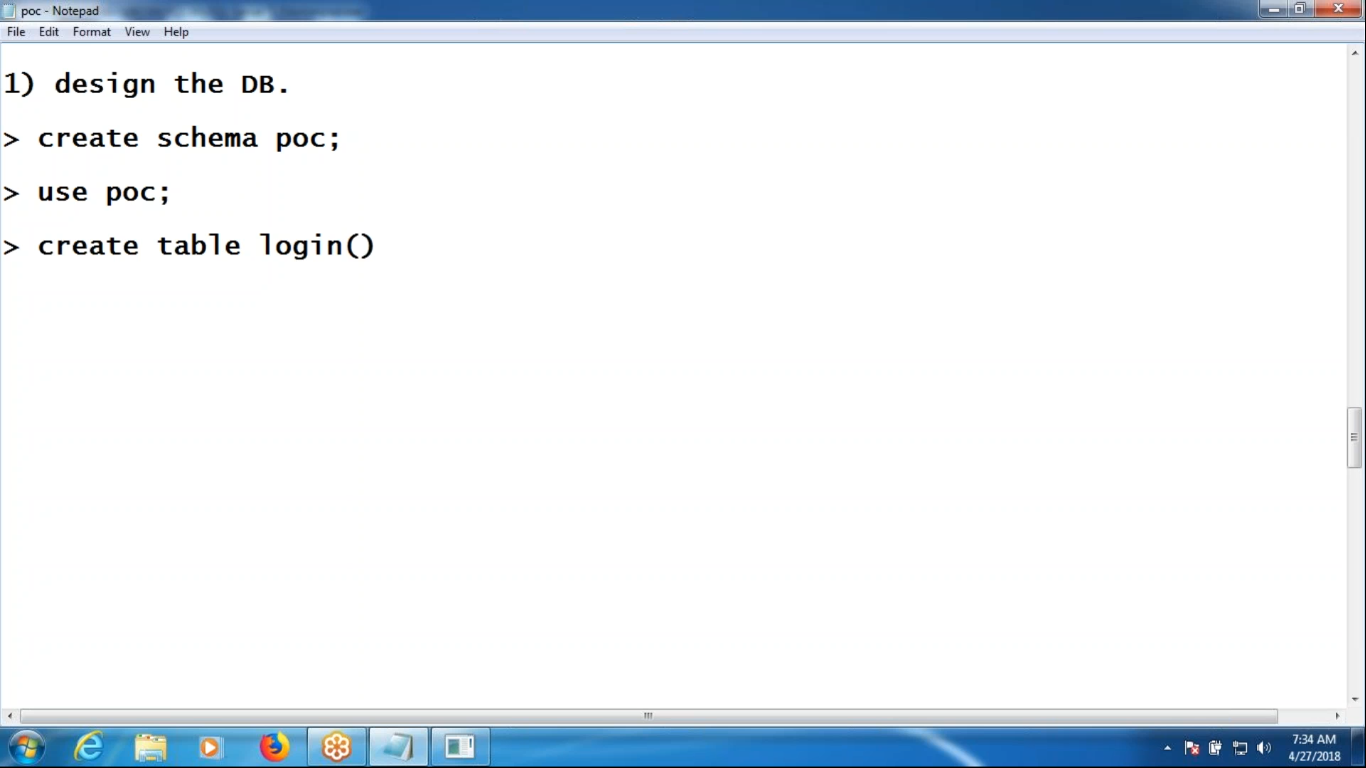 poc - Notepad
File Edit Format View Help
1) design the DB.
> create schema poc;
> use poc;
> create table login()
7:34 AM
4/27/2018